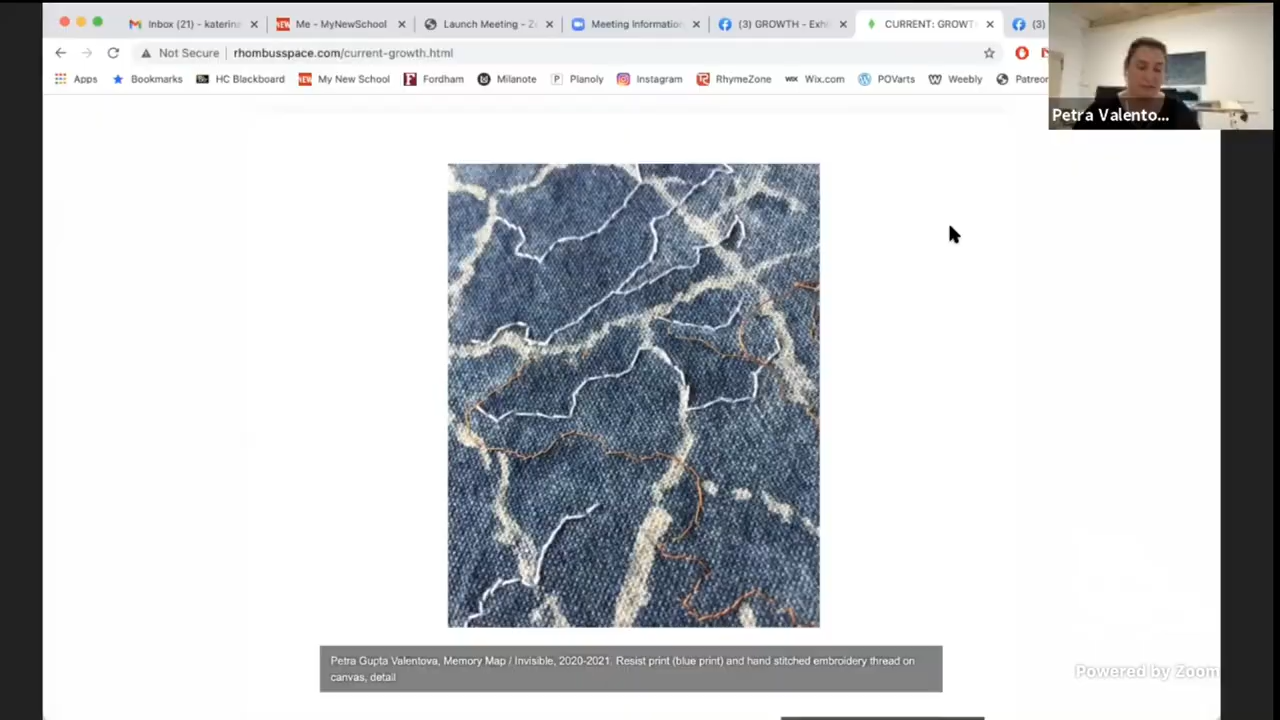 Inbox (21) - katerina
Me - MyNewSchool
Launch Meeting - Z
Meeting Information
(3) GROWTH - Exhi
CURRENT: GROWT
(3)
Not Secure
rhombusspace.com/current-growth.html
Apps
Bookmarks
HC Blackboard
My New School
Fordham
Milanote
Planoly
Instagram
RhymeZone
Wix.com
POVarts
Weebly
Patreon
Petra Valento...
Petra Gupta Valentova, Memory Map / Invisible, 2020-2021. Resist print (blue print) and hand stitched embroidery thread on
canvas, detail
Powered by Zoom